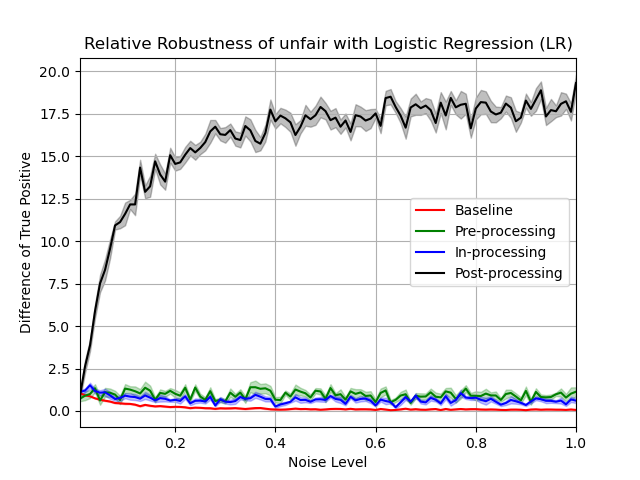 Relative Robustness of unfair with Logistic Regression (LR)
20.0
17.5
15.0
12.5
10.0
7.5
5.0
2.5
0.0
Difference of True Positive
Baseline
Pre-processing
In-processing
Post-processing
0.2 0.4 0.6 0.8 1.0
Noise Level